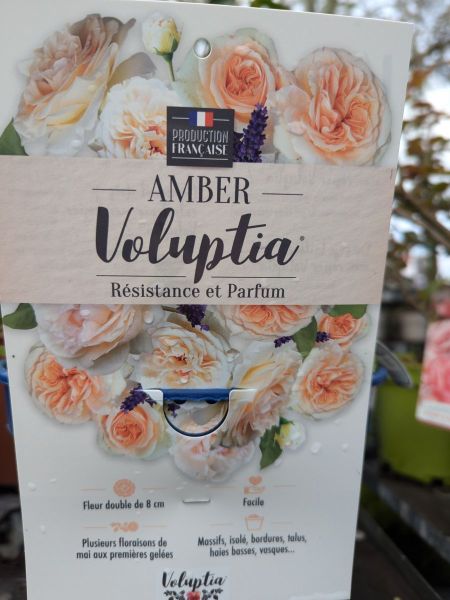 PRODUCTION
FRANÇAISE
AMBER
Voluptia®
Résistance et Parfum
Fleur double de 8 cm
Facile
Plusieurs floraisons de
mai aux premières gelées
Massifs, isolé, bordures, talus,
haies basses, vasques...
Voluptia